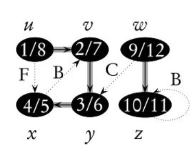 u v w
1/8 2/7 9/12
F B C B
4/5 3/6 10/11
x y z